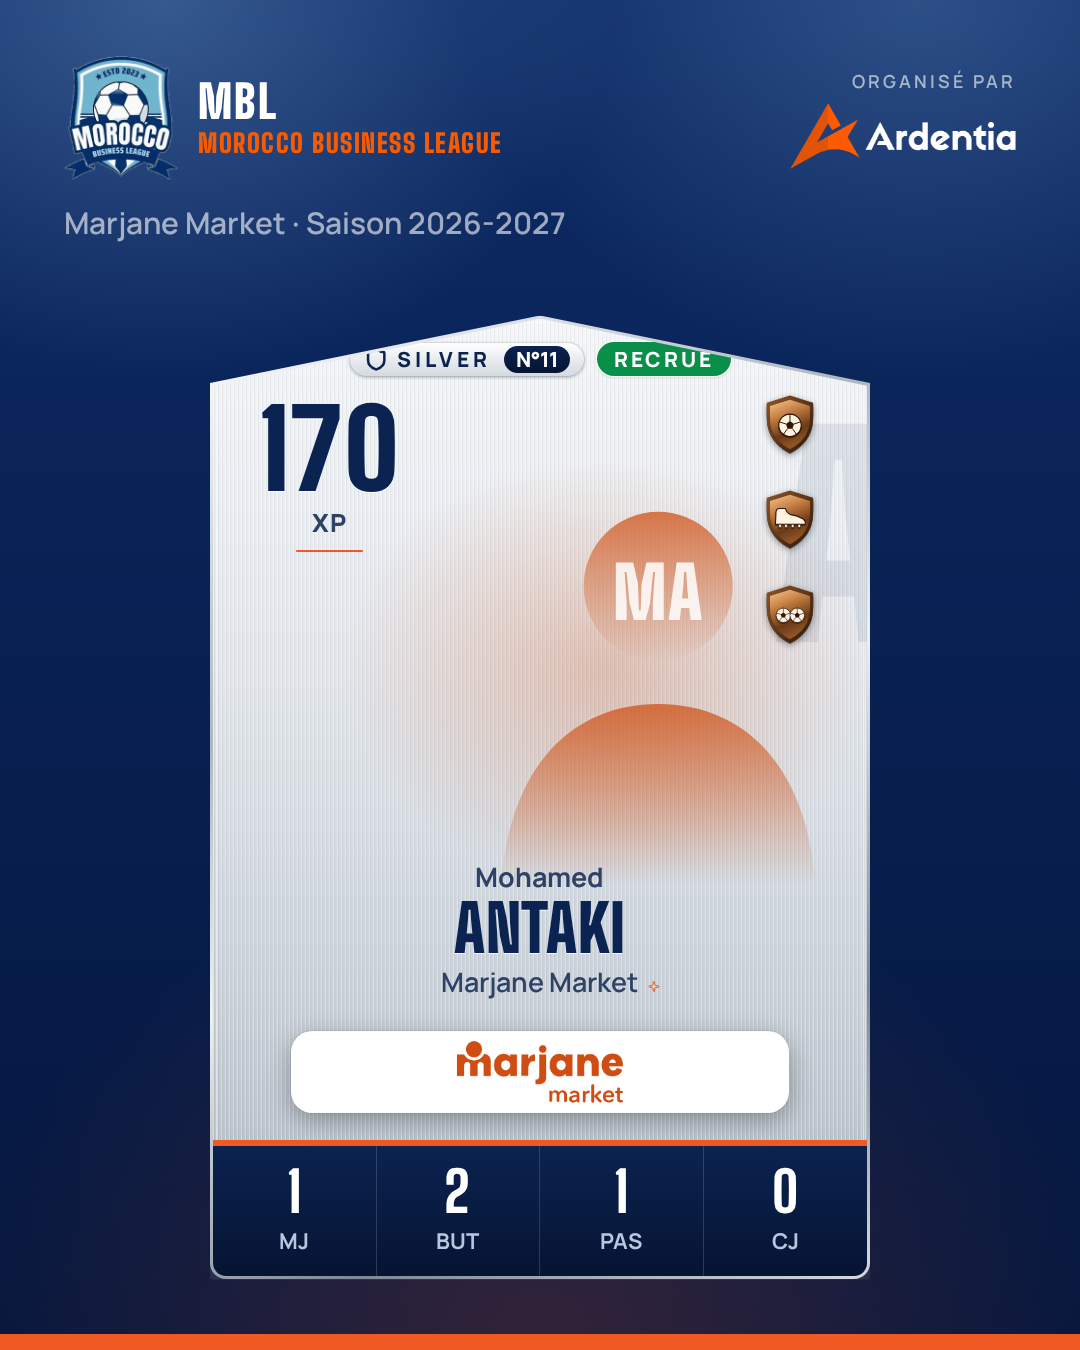 ESTD 2023
MOROCCO
BUSINESS LEAGUE
MBL
MOROCCO BUSINESS LEAGUE
ORGANISÉ PAR
Ardentia
Marjane Market · Saison 2026-2027
SILVER N°11 RECRUE
170
XP
A
MA
Mohamed
ANTAKI
Marjane Market
marjane
market
1 2 1 0
MJ BUT PAS CJ